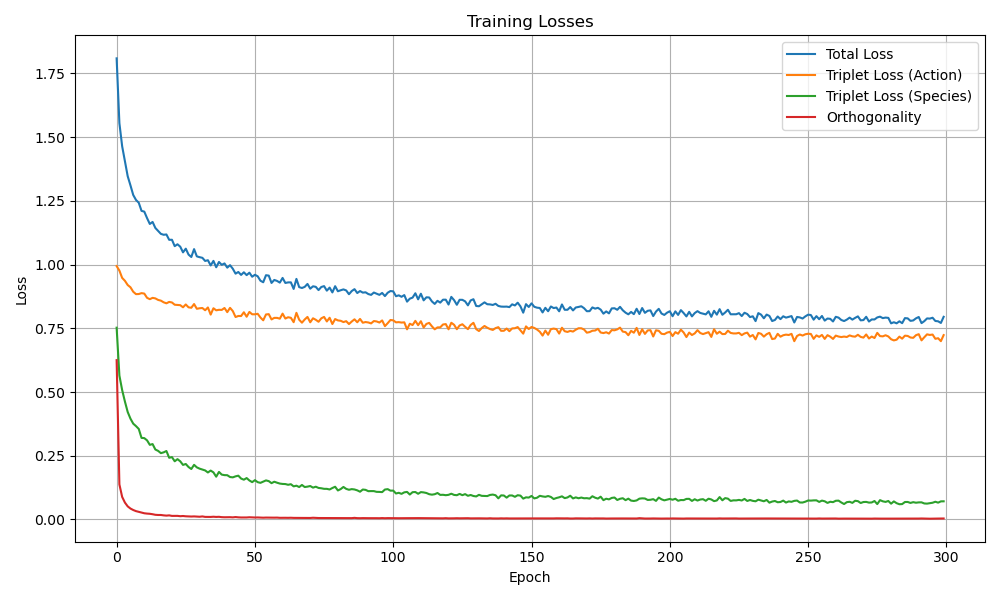 Training Losses
Total Loss
Triplet Loss (Action)
Triplet Loss (Species)
Orthogonality
Loss
1.75
1.50
1.25
1.00
0.75
0.50
0.25
0.00
0 50 100 150 200 250 300
Epoch